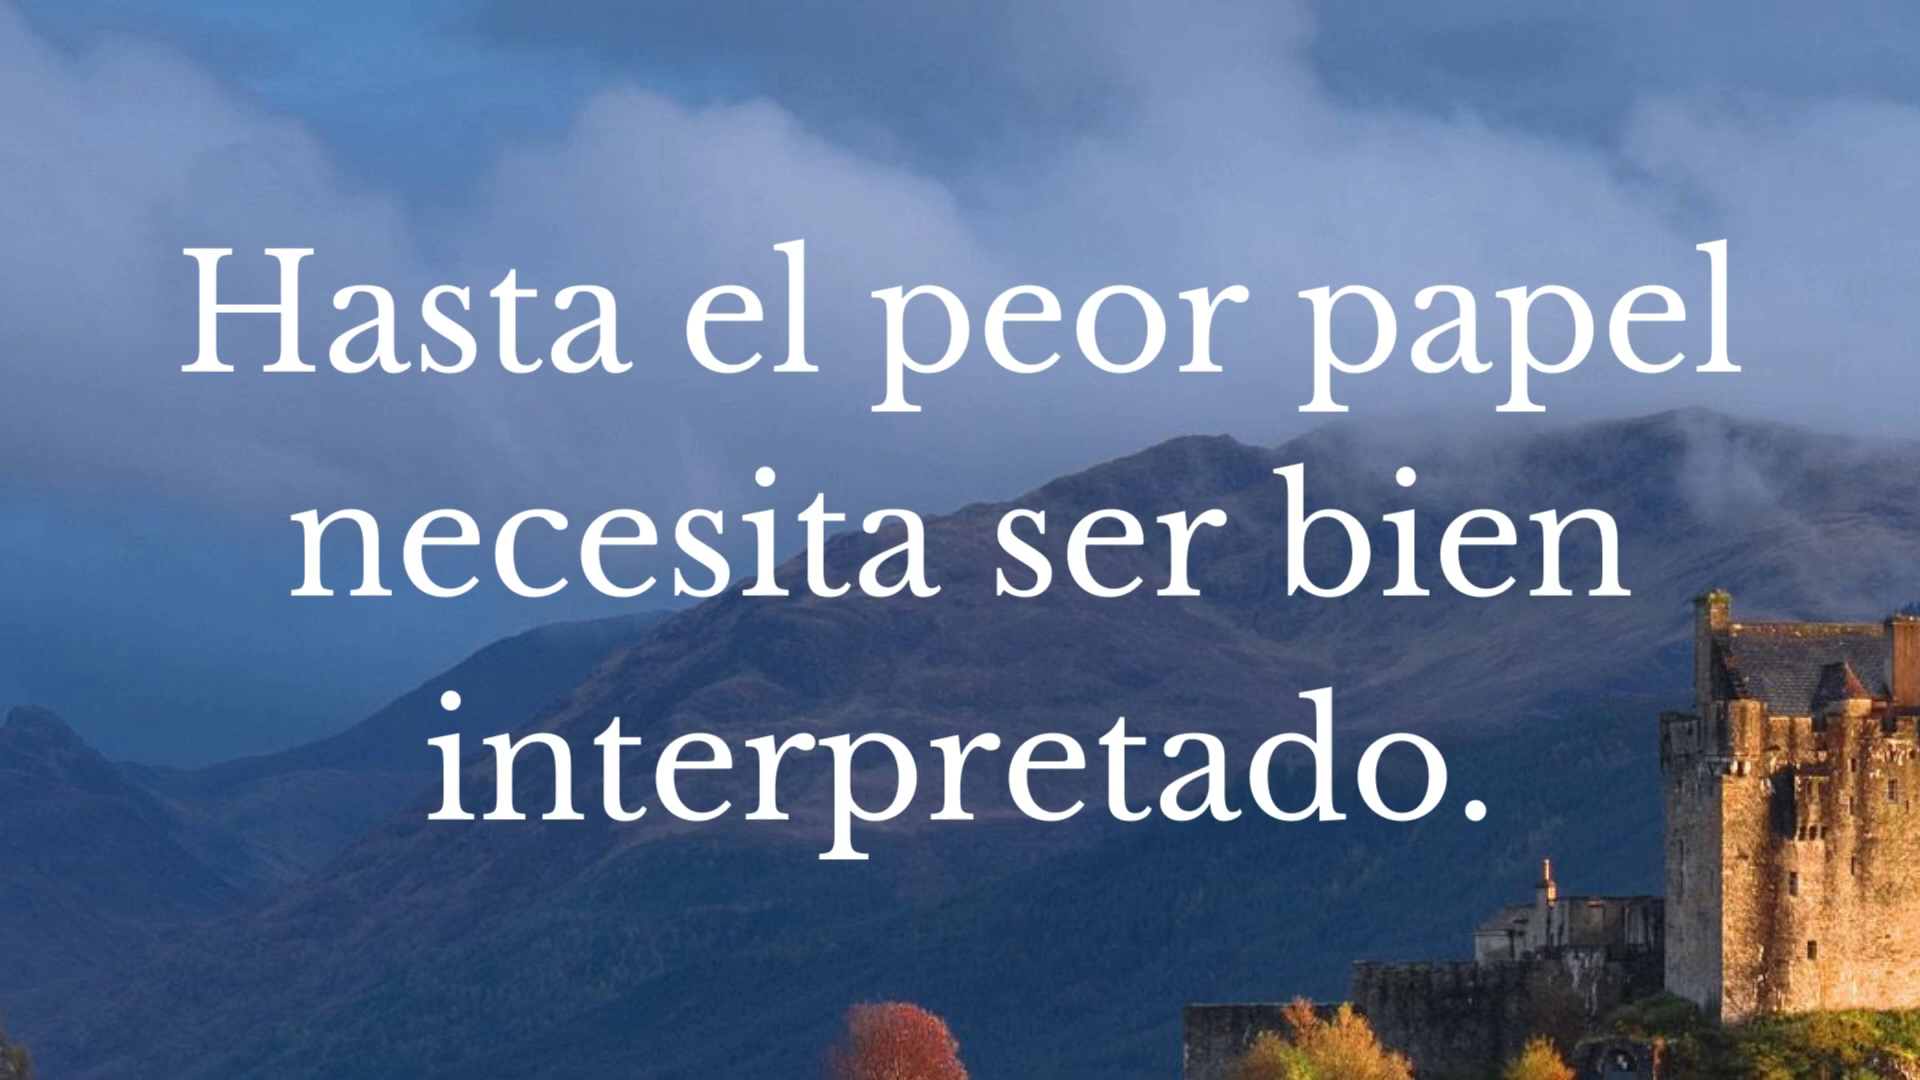 Hasta el peor papel
necesita ser bien
interpretado.